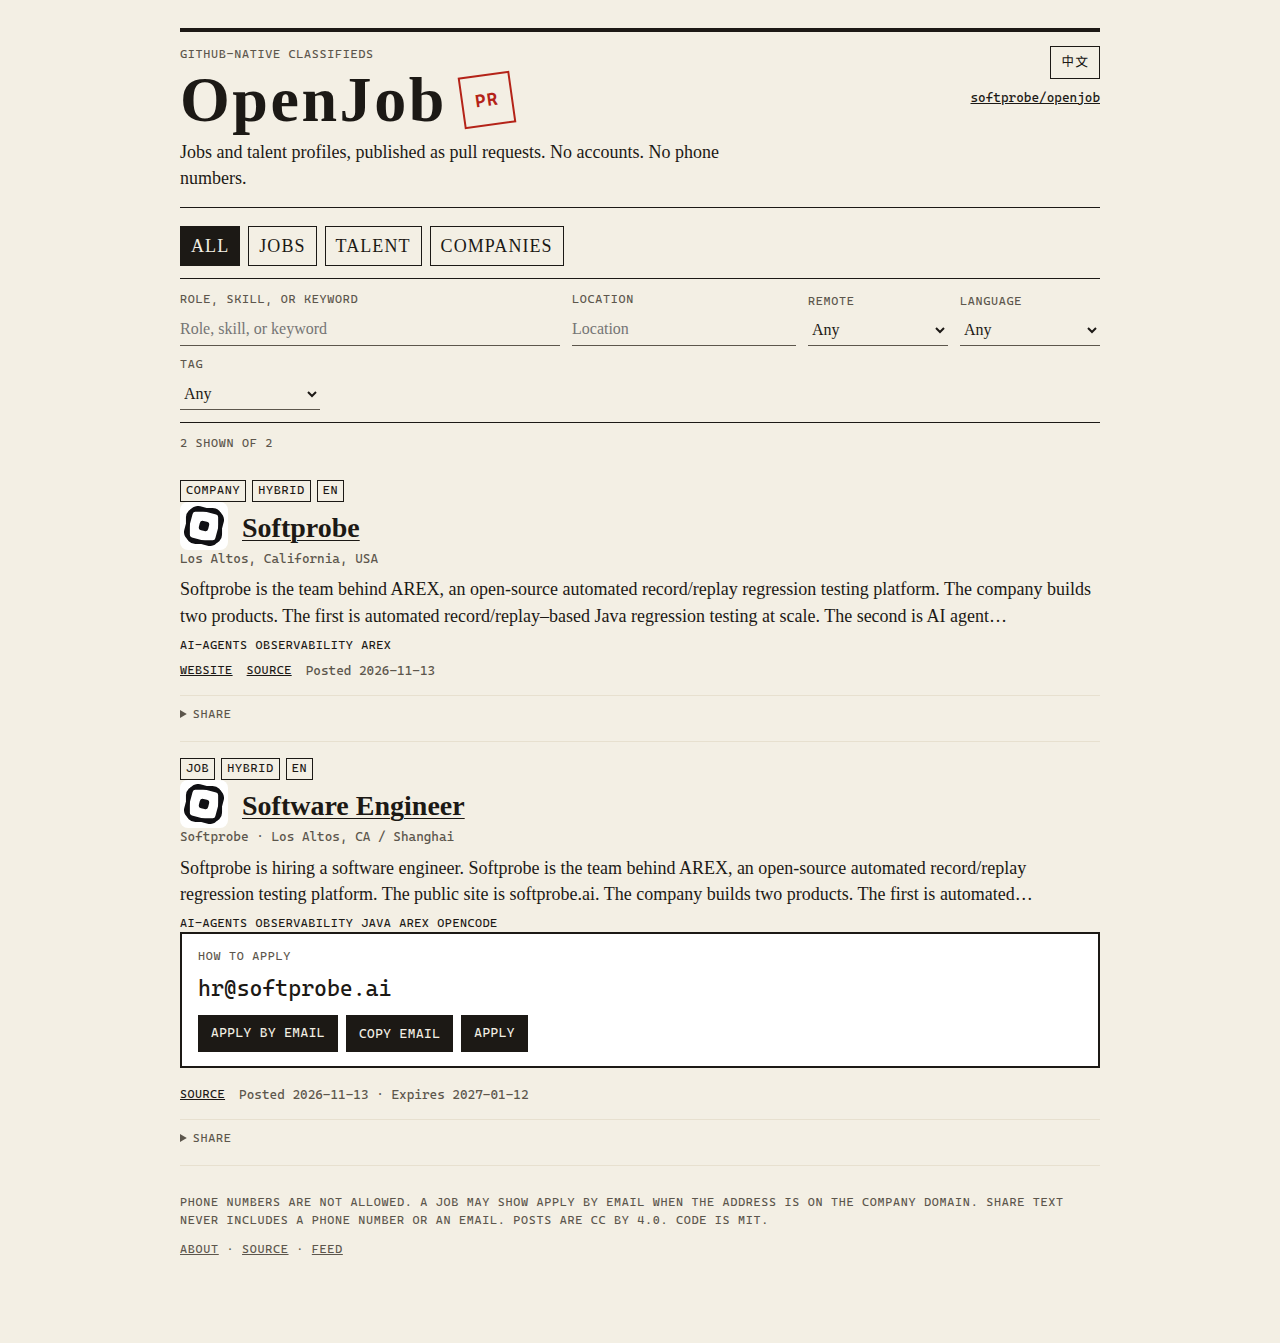 GITHUB-NATIVE CLASSIFIEDS
OpenJob
PR
中文
softprobe/openjob
Jobs and talent profiles, published as pull requests. No accounts. No phone
numbers.
ALL
JOBS
TALENT
COMPANIES
ROLE, SKILL, OR KEYWORD
LOCATION
REMOTE
LANGUAGE
Role, skill, or keyword
Location
Any
Any
TAG
Any
2 SHOWN OF 2
COMPANY
HYBRID
EN
Softprobe
Los Altos, California, USA
Softprobe is the team behind AREX, an open-source automated record/replay regression testing platform. The company builds
two products. The first is automated record/replay–based Java regression testing at scale. The second is AI agent…
AI-AGENTS OBSERVABILITY AREX
WEBSITE SOURCE Posted 2026-11-13
SHARE
JOB
HYBRID
EN
Software Engineer
Softprobe · Los Altos, CA / Shanghai
Softprobe is hiring a software engineer. Softprobe is the team behind AREX, an open-source automated record/replay
regression testing platform. The public site is softprobe.ai. The company builds two products. The first is automated…
AI-AGENTS OBSERVABILITY JAVA AREX OPENCODE
HOW TO APPLY
hr@softprobe.ai
APPLY BY EMAIL
COPY EMAIL
APPLY
SOURCE Posted 2026-11-13 · Expires 2027-01-12
SHARE
PHONE NUMBERS ARE NOT ALLOWED. A JOB MAY SHOW APPLY BY EMAIL WHEN THE ADDRESS IS ON THE COMPANY DOMAIN. SHARE TEXT
NEVER INCLUDES A PHONE NUMBER OR AN EMAIL. POSTS ARE CC BY 4.0. CODE IS MIT.
ABOUT · SOURCE · FEED